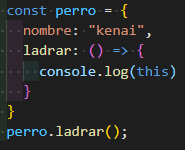 const perro = {
  nombre: "kenai",
  ladrar: () => {
    console.log(this)
  }
}
perro.ladrar();